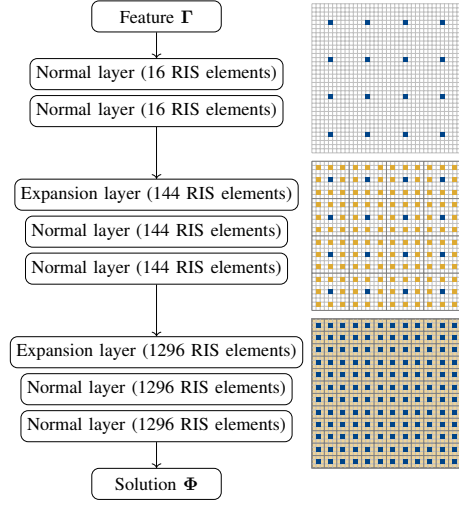 Feature Γ
Normal layer (16 RIS elements)
Normal layer (16 RIS elements)
Expansion layer (144 RIS elements)
Normal layer (144 RIS elements)
Normal layer (144 RIS elements)
Expansion layer (1296 RIS elements)
Normal layer (1296 RIS elements)
Normal layer (1296 RIS elements)
Solution Φ